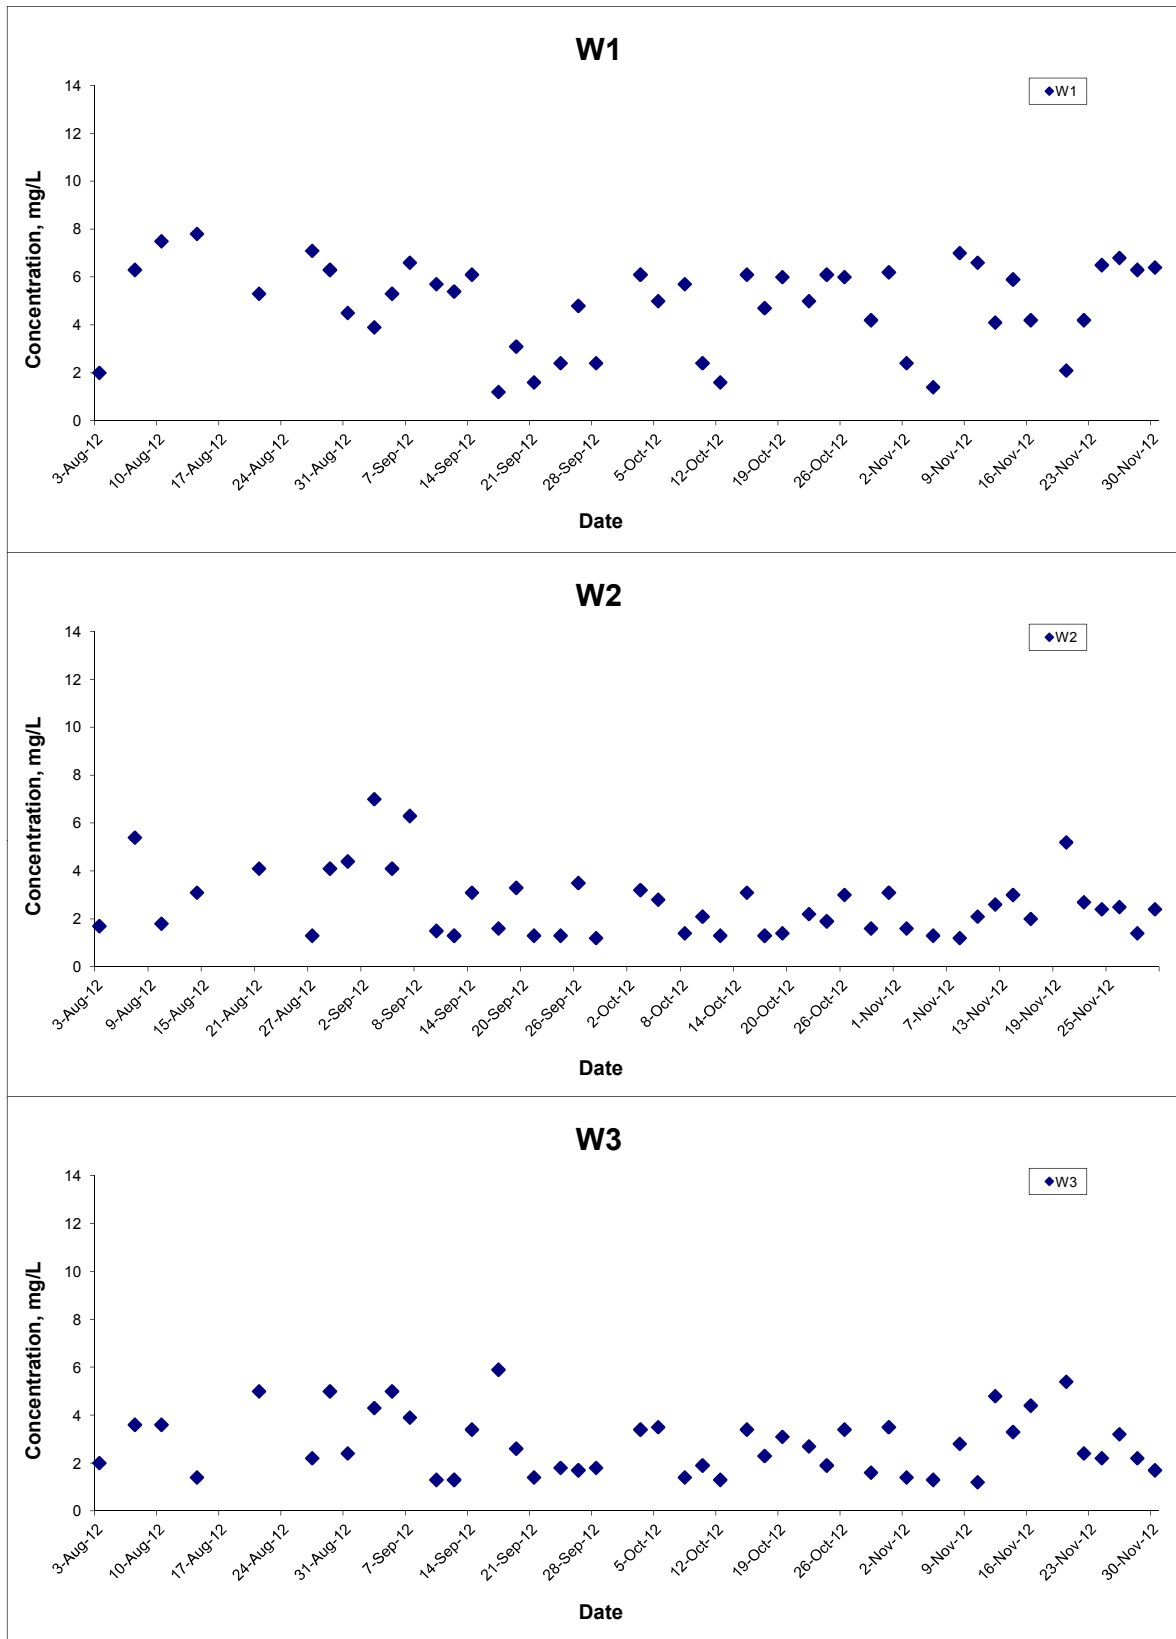 W1
W1
14
12
10
8
6
4
2
0
Concentration, mg/L
3-Aug-12
10-Aug-12
17-Aug-12
24-Aug-12
31-Aug-12
7-Sep-12
14-Sep-12
21-Sep-12
28-Sep-12
5-Oct-12
12-Oct-12
19-Oct-12
26-Oct-12
2-Nov-12
9-Nov-12
16-Nov-12
23-Nov-12
30-Nov-12
Date
W2
W2
14
12
10
8
6
4
2
0
Concentration, mg/L
3-Aug-12
9-Aug-12
15-Aug-12
21-Aug-12
27-Aug-12
2-Sep-12
8-Sep-12
14-Sep-12
20-Sep-12
26-Sep-12
2-Oct-12
8-Oct-12
14-Oct-12
20-Oct-12
26-Oct-12
1-Nov-12
7-Nov-12
13-Nov-12
19-Nov-12
25-Nov-12
Date
W3
W3
14
12
10
8
6
4
2
0
Concentration, mg/L
3-Aug-12
10-Aug-12
17-Aug-12
24-Aug-12
31-Aug-12
7-Sep-12
14-Sep-12
21-Sep-12
28-Sep-12
5-Oct-12
12-Oct-12
19-Oct-12
26-Oct-12
2-Nov-12
9-Nov-12
16-Nov-12
23-Nov-12
30-Nov-12
Date